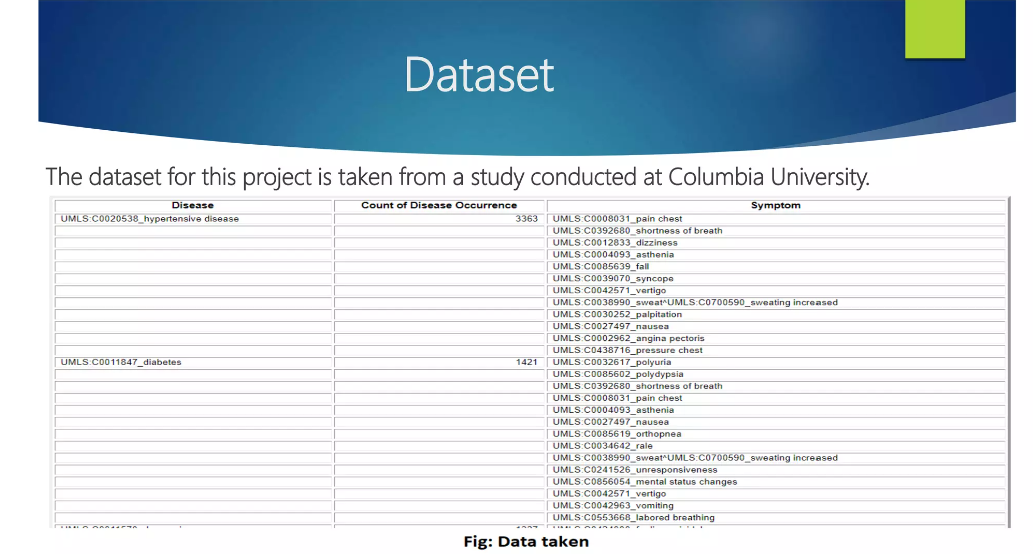 Dataset
The dataset for this project is taken from a study conducted at Columbia University.
Disease Count of Disease Occurrence Symptom
UMLS:C0020538_hypertensive disease 3363 UMLS:C0008031_pain chest
UMLS:C0392680_shortness of breath
UMLS:C0012833_dizziness
UMLS:C0004093_asthenia
UMLS:C0085639_fall
UMLS:C0039070_syncope
UMLS:C0042571_vertigo
UMLS:C0038990_sweat^UMLS:C0700590_sweating increased
UMLS:C0030252_palpitation
UMLS:C0027497_nausea
UMLS:C0002962_angina pectoris
UMLS:C0438716_pressure chest
UMLS:C0011847_diabetes 1421 UMLS:C0032617_polyuria
UMLS:C0085602_polydypsia
UMLS:C0392680_shortness of breath
UMLS:C0008031_pain chest
UMLS:C0004093_asthenia
UMLS:C0027497_nausea
UMLS:C0085619_orthopnea
UMLS:C0034642_rale
UMLS:C0038990_sweat^UMLS:C0700590_sweating increased
UMLS:C0241526_unresponsiveness
UMLS:C0856054_mental status changes
UMLS:C0042571_vertigo
UMLS:C0042963_vomiting
UMLS:C0553668_labored breathing
Fig: Data taken